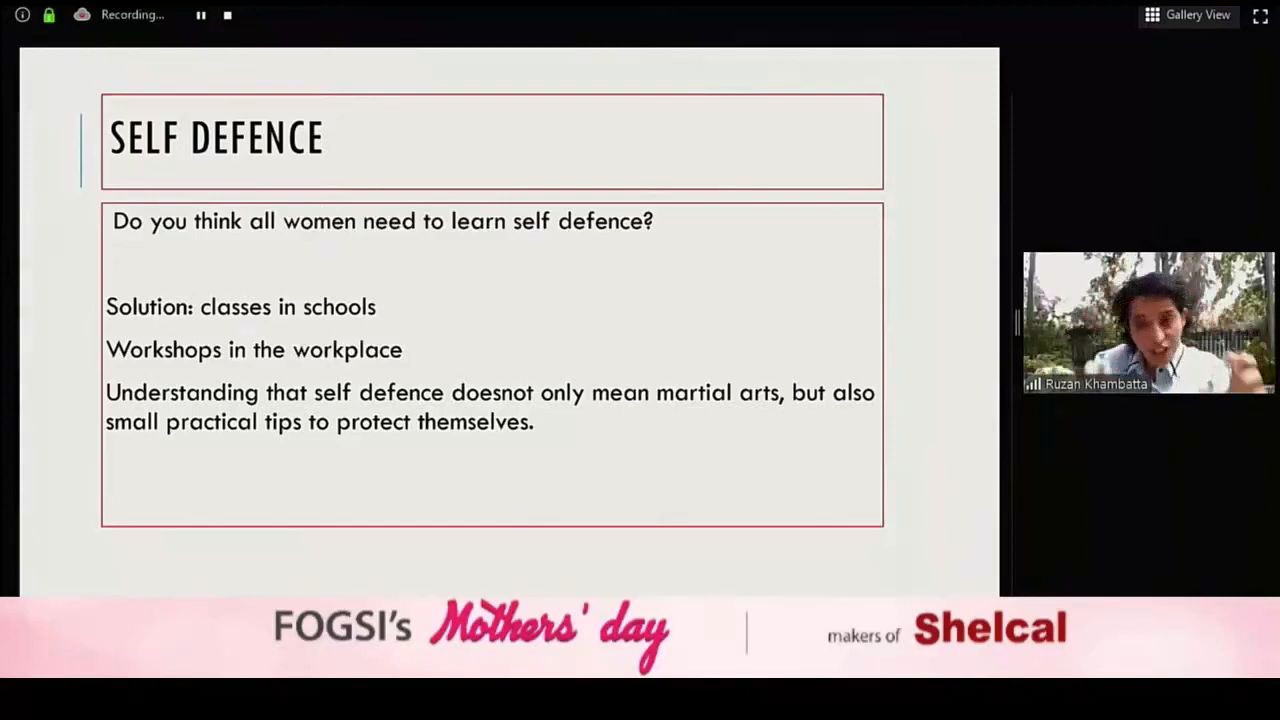 Recording...
Gallery View
SELF DEFENCE
Do you think all women need to learn self defence?
Solution: classes in schools
Workshops in the workplace
Understanding that self defence doesnot only mean martial arts, but also
small practical tips to protect themselves.
Ruzan Khambatta
FOGSI's Mothers' day
makers of Shelcal